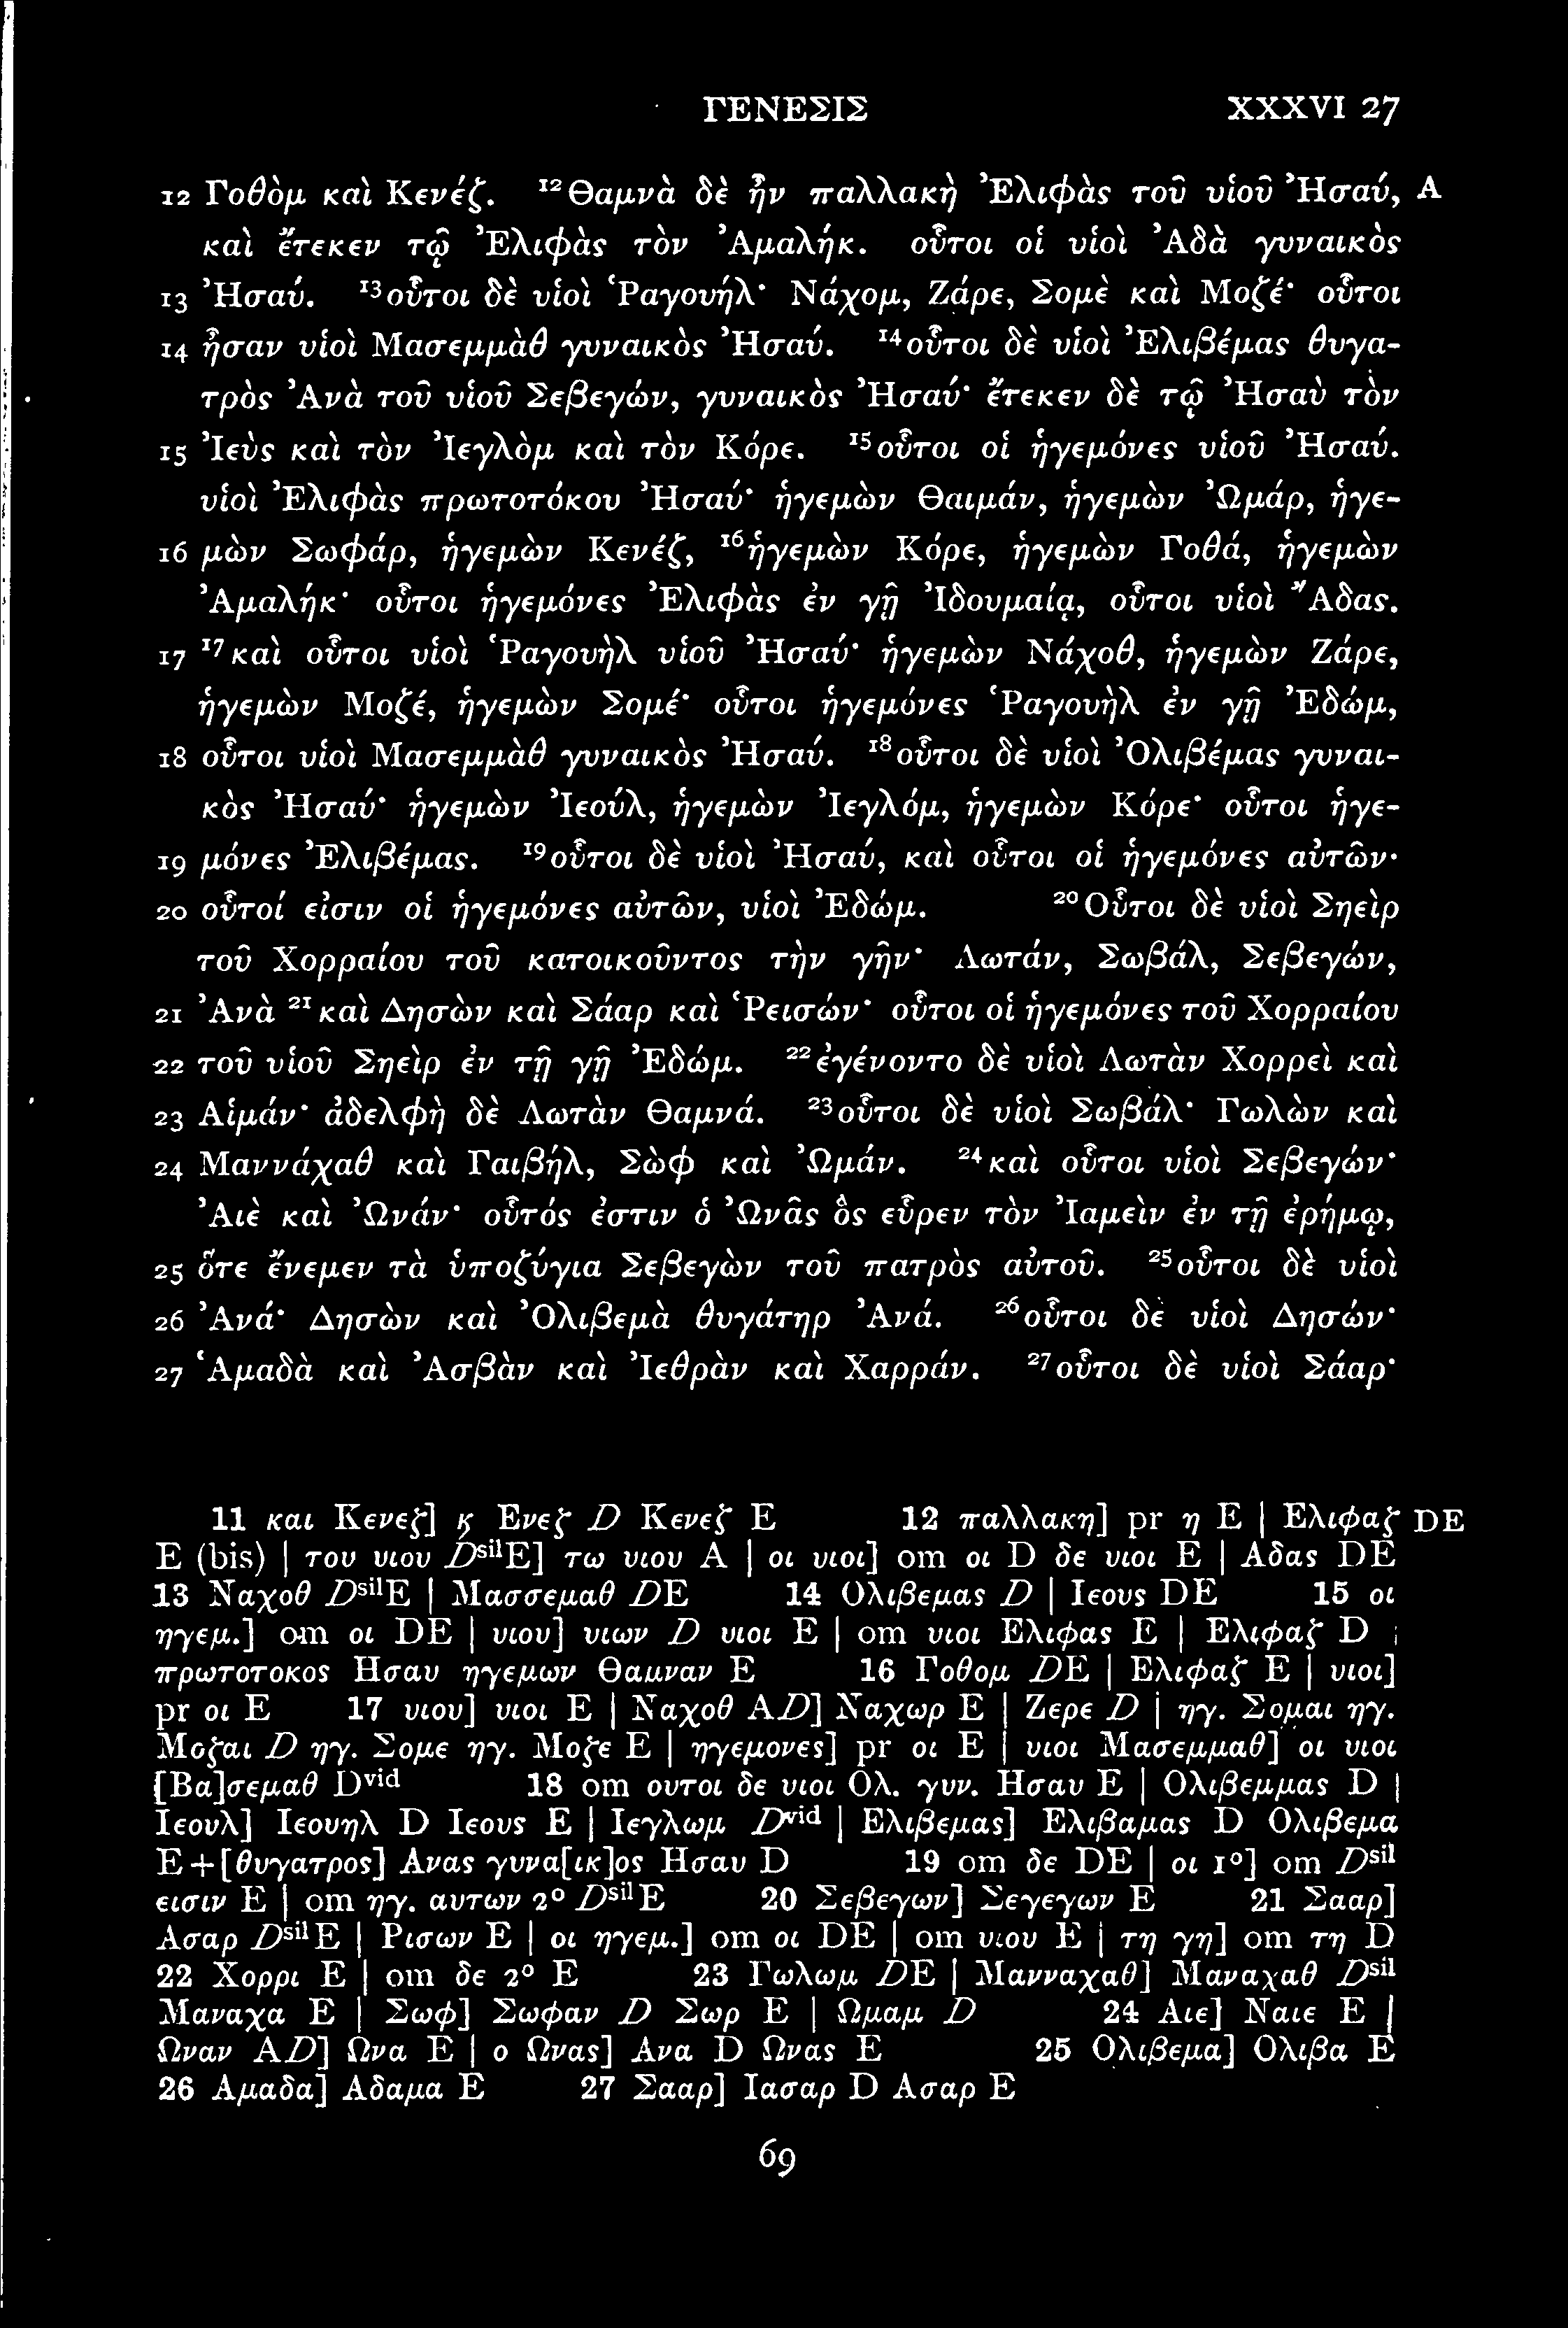 ΓΕΝΕΣΙΣ XXXVI 27
12 Γοθὸμ καὶ Κενέζ. ¹²Θαμνὰ δὲ ἦν παλλακὴ Ἐλιφὰς τοῦ υἱοῦ Ἠσαύ, A
καὶ ἔτεκεν τῷ Ἐλιφὰς τὸν Ἀμαλήκ. οὗτοι οἱ υἱοὶ Ἀδὰ γυναικὸς
13 Ἠσαύ. ¹³οὗτοι δὲ υἱοὶ Ῥαγουήλ· Νάχομ, Ζάρε, Σομὲ καὶ Μοζέ· οὗτοι
14 ἦσαν υἱοὶ Μασεμμὰθ γυναικὸς Ἠσαύ. ¹⁴οὗτοι δὲ υἱοὶ Ἐλιβέμας θυγα-
τρὸς Ἀνὰ τοῦ υἱοῦ Σεβεγών, γυναικὸς Ἠσαύ· ἔτεκεν δὲ τῷ Ἠσαὺ τὸν
15 Ἰεὺς καὶ τὸν Ἰεγλὸμ καὶ τὸν Κόρε. ¹⁵οὗτοι οἱ ἡγεμόνες υἱοῦ Ἠσαύ.
υἱοὶ Ἐλιφὰς πρωτοτόκου Ἠσαύ· ἡγεμὼν Θαιμάν, ἡγεμὼν Ὠμάρ, ἡγε-
16 μὼν Σωφάρ, ἡγεμὼν Κενέζ, ¹⁶ἡγεμὼν Κόρε, ἡγεμὼν Γοθά, ἡγεμὼν
Ἀμαλήκ· οὗτοι ἡγεμόνες Ἐλιφὰς ἐν γῇ Ἰδουμαίᾳ, οὗτοι υἱοὶ Ἄδας.
17 ¹⁷καὶ οὗτοι υἱοὶ Ῥαγουὴλ υἱοῦ Ἠσαύ· ἡγεμὼν Νάχοθ, ἡγεμὼν Ζάρε,
ἡγεμὼν Μοζέ, ἡγεμὼν Σομέ· οὗτοι ἡγεμόνες Ῥαγουὴλ ἐν γῇ Ἐδώμ,
18 οὗτοι υἱοὶ Μασεμμὰθ γυναικὸς Ἠσαύ. ¹⁸οὗτοι δὲ υἱοὶ Ὀλιβέμας γυναι-
κὸς Ἠσαύ· ἡγεμὼν Ἰεούλ, ἡγεμὼν Ἰεγλόμ, ἡγεμὼν Κόρε· οὗτοι ἡγε-
19 μόνες Ἐλιβέμας. ¹⁹οὗτοι δὲ υἱοὶ Ἠσαύ, καὶ οὗτοι οἱ ἡγεμόνες αὐτῶν·
20 οὗτοί εἰσιν οἱ ἡγεμόνες αὐτῶν, υἱοὶ Ἐδώμ. ²⁰Οὗτοι δὲ υἱοὶ Σηεὶρ
τοῦ Χορραίου τοῦ κατοικοῦντος τὴν γῆν· Λωτάν, Σωβάλ, Σεβεγών,
21 Ἀνὰ ²¹καὶ Δησὼν καὶ Σάαρ καὶ Ῥεισών· οὗτοι οἱ ἡγεμόνες τοῦ Χορραίου
22 τοῦ υἱοῦ Σηεὶρ ἐν τῇ γῇ Ἐδώμ. ²²ἐγένοντο δὲ υἱοὶ Λωτὰν Χορρεὶ καὶ
23 Αἱμάν· ἀδελφὴ δὲ Λωτὰν Θαμνά. ²³οὗτοι δὲ υἱοὶ Σωβάλ· Γωλὼν καὶ
24 Μαννάχαθ καὶ Γαιβήλ, Σὼφ καὶ Ὠμάν. ²⁴καὶ οὗτοι υἱοὶ Σεβεγών·
Ἀιὲ καὶ Ὠνάν· οὗτός ἐστιν ὁ Ὠνᾶς ὃς εὗρεν τὸν Ἰαμεὶν ἐν τῇ ἐρήμῳ,
25 ὅτε ἔνεμεν τὰ ὑποζύγια Σεβεγὼν τοῦ πατρὸς αὐτοῦ. ²⁵οὗτοι δὲ υἱοὶ
26 Ἀνά· Δησὼν καὶ Ὀλιβεμὰ θυγάτηρ Ἀνά. ²⁶οὗτοι δὲ υἱοὶ Δησών·
27 Ἁμαδὰ καὶ Ἀσβὰν καὶ Ἰεθρὰν καὶ Χαρράν. ²⁷οὗτοι δὲ υἱοὶ Σάαρ·
11 και Κενεζ] ϗ Ενεζ D Κενεζ E 12 παλλακη] pr η E | Ελιφαζ DE
E (bis) | του υιου DˢⁱˡE] τω υιου A | οι υιοι] om οι D δε υιοι E | Αδας DE
13 Ναχοθ DˢⁱˡE | Μασσεμαθ DE 14 Ολιβεμας D | Ιεους DE 15 οι
ηγεμ.] om οι DE | υιου] υιων D υιοι E | om υιοι Ελιφας E | Ελιφαζ D |
πρωτοτοκος Ησαυ ηγεμων Θαιμναν E 16 Γοθομ DE | Ελιφαζ E | υιοι]
pr οι E 17 υιου] υιοι E | Ναχοθ AD] Ναχωρ E | Ζερε D | ηγ. Σομαι ηγ.
Μοζαι D ηγ. Σομε ηγ. Μοζε E | ηγεμονες] pr οι E | υιοι Μασεμμαθ] οι υιοι
[Βα]σεμαθ Dᵛⁱᵈ 18 om ουτοι δε υιοι Ολ. γυν. Ησαυ E | Ολιβεμμας D |
Ιεουλ] Ιεουηλ D Ιεους E | Ιεγλωμ Dᵛⁱᵈ | Ελιβεμας] Ελιβαμας D Ολιβεμα
E+[θυγατρος] Ανας γυνα[ικ]ος Ησαυ D 19 om δε DE | οι 1°] om Dˢⁱˡ
εισιν E | om ηγ. αυτων 2° DˢⁱˡE 20 Σεβεγων] Σεγεγων E 21 Σααρ]
Ασαρ DˢⁱˡE | Ρισων E | οι ηγεμ.] om οι DE | om υιου E | τη γη] om τη D
22 Χορρι E | om δε 2° E 23 Γωλωμ DE | Μανναχαθ] Μαναχαθ Dˢⁱˡ
Μαναχα E | Σωφ] Σωφαν D Σωρ E | Ωμαμ D 24 Αιε] Ναιε E |
Ωναν AD] Ωνα E | ο Ωνας] Ανα D Ωνας E 25 Ολιβεμα] Ολιβα E
26 Αμαδα] Αδαμα E 27 Σααρ] Ιασαρ D Ασαρ E
69